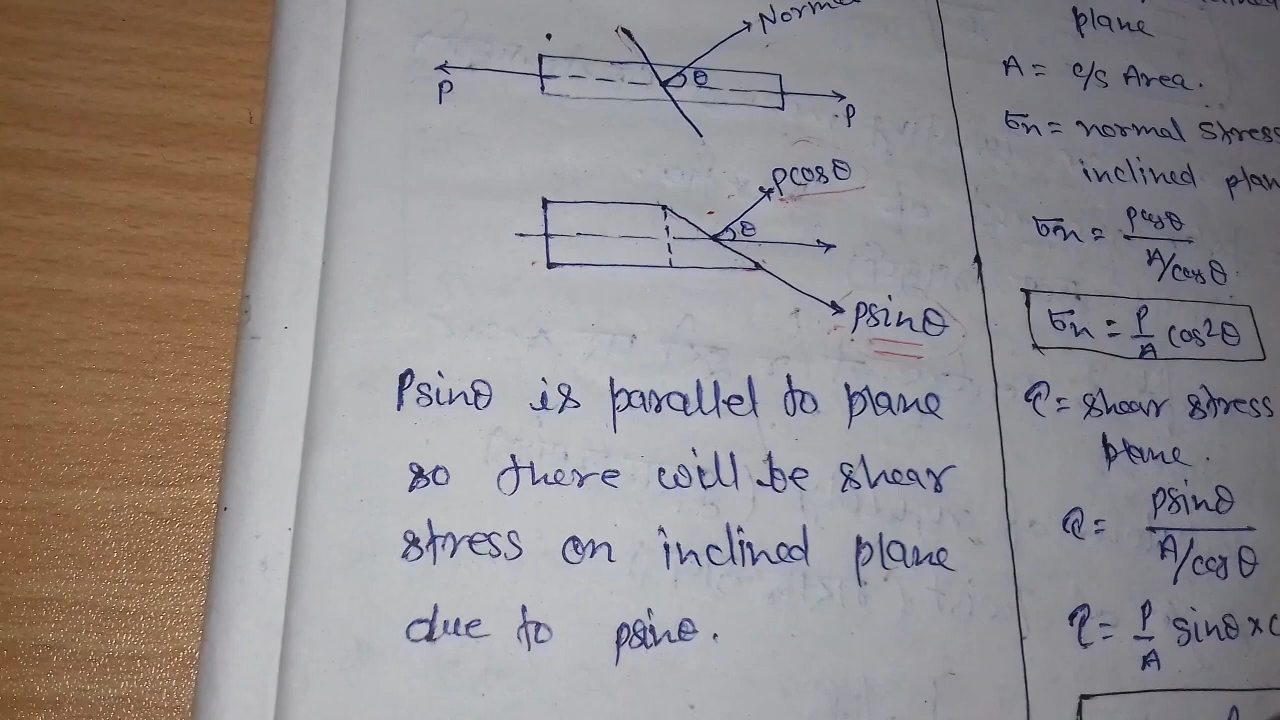 Normal
θ
P
P
Pcosθ
θ
Psinθ
Psinθ is parallel to plane
so there will be shear
stress on inclined plane
due to psinθ.
plane
A = c/s Area.
σn = normal stress
inclined plan
σn = Pcosθ
A/cosθ
σn = P/A cos²θ
τ = shear stress
plane.
τ = Psinθ
A/cosθ
τ = P/A sinθ x c